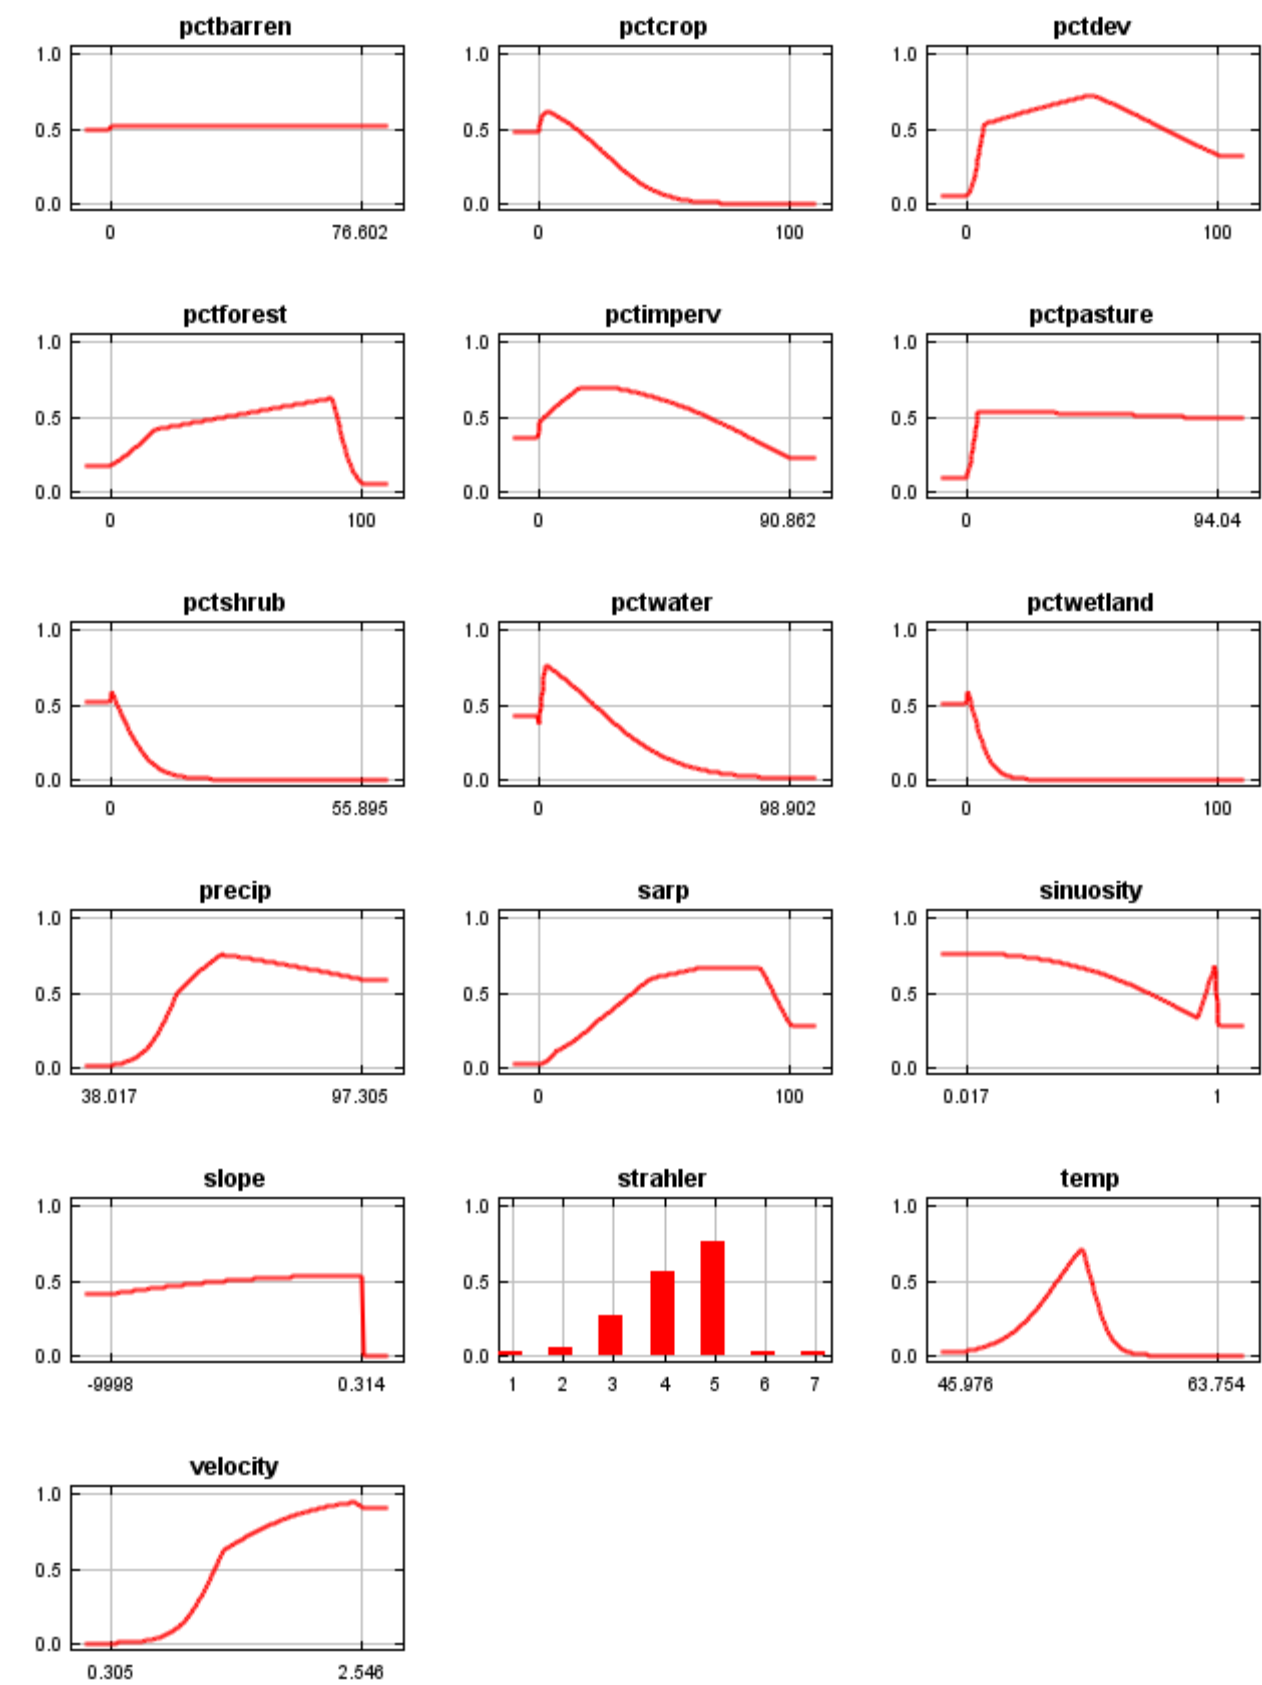 pctbarren pctcrop pctdev
1.0 1.0 1.0
0.5 0.5 0.5
0.0 0.0 0.0
0 76.602 0 100 0 100
pctforest pctimperv pctpasture
1.0 1.0 1.0
0.5 0.5 0.5
0.0 0.0 0.0
0 100 0 90.862 0 94.04
pctshrub pctwater pctwetland
1.0 1.0 1.0
0.5 0.5 0.5
0.0 0.0 0.0
0 55.895 0 98.902 0 100
precip sarp sinuosity
1.0 1.0 1.0
0.5 0.5 0.5
0.0 0.0 0.0
38.017 97.305 0 100 0.017 1
slope strahler temp
1.0 1.0 1.0
0.5 0.5 0.5
0.0 0.0 0.0
-9998 0.314 1 2 3 4 5 6 7 45.976 63.754
velocity
1.0
0.5
0.0
0.305 2.546